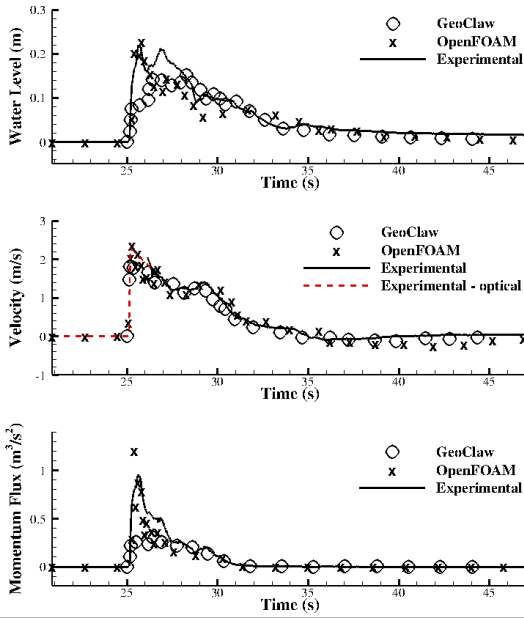 GeoClaw
OpenFOAM
Experimental
Water Level (m)
0.3
0.2
0.1
0
25 30 35 40 45
Time (s)
GeoClaw
OpenFOAM
Experimental
Experimental - optical
Velocity (m/s)
3
2
1
0
-1
25 30 35 40 45
Time (s)
GeoClaw
OpenFOAM
Experimental
Momentum Flux (m³/s²)
1
0.5
0
25 30 35 40 45
Time (s)